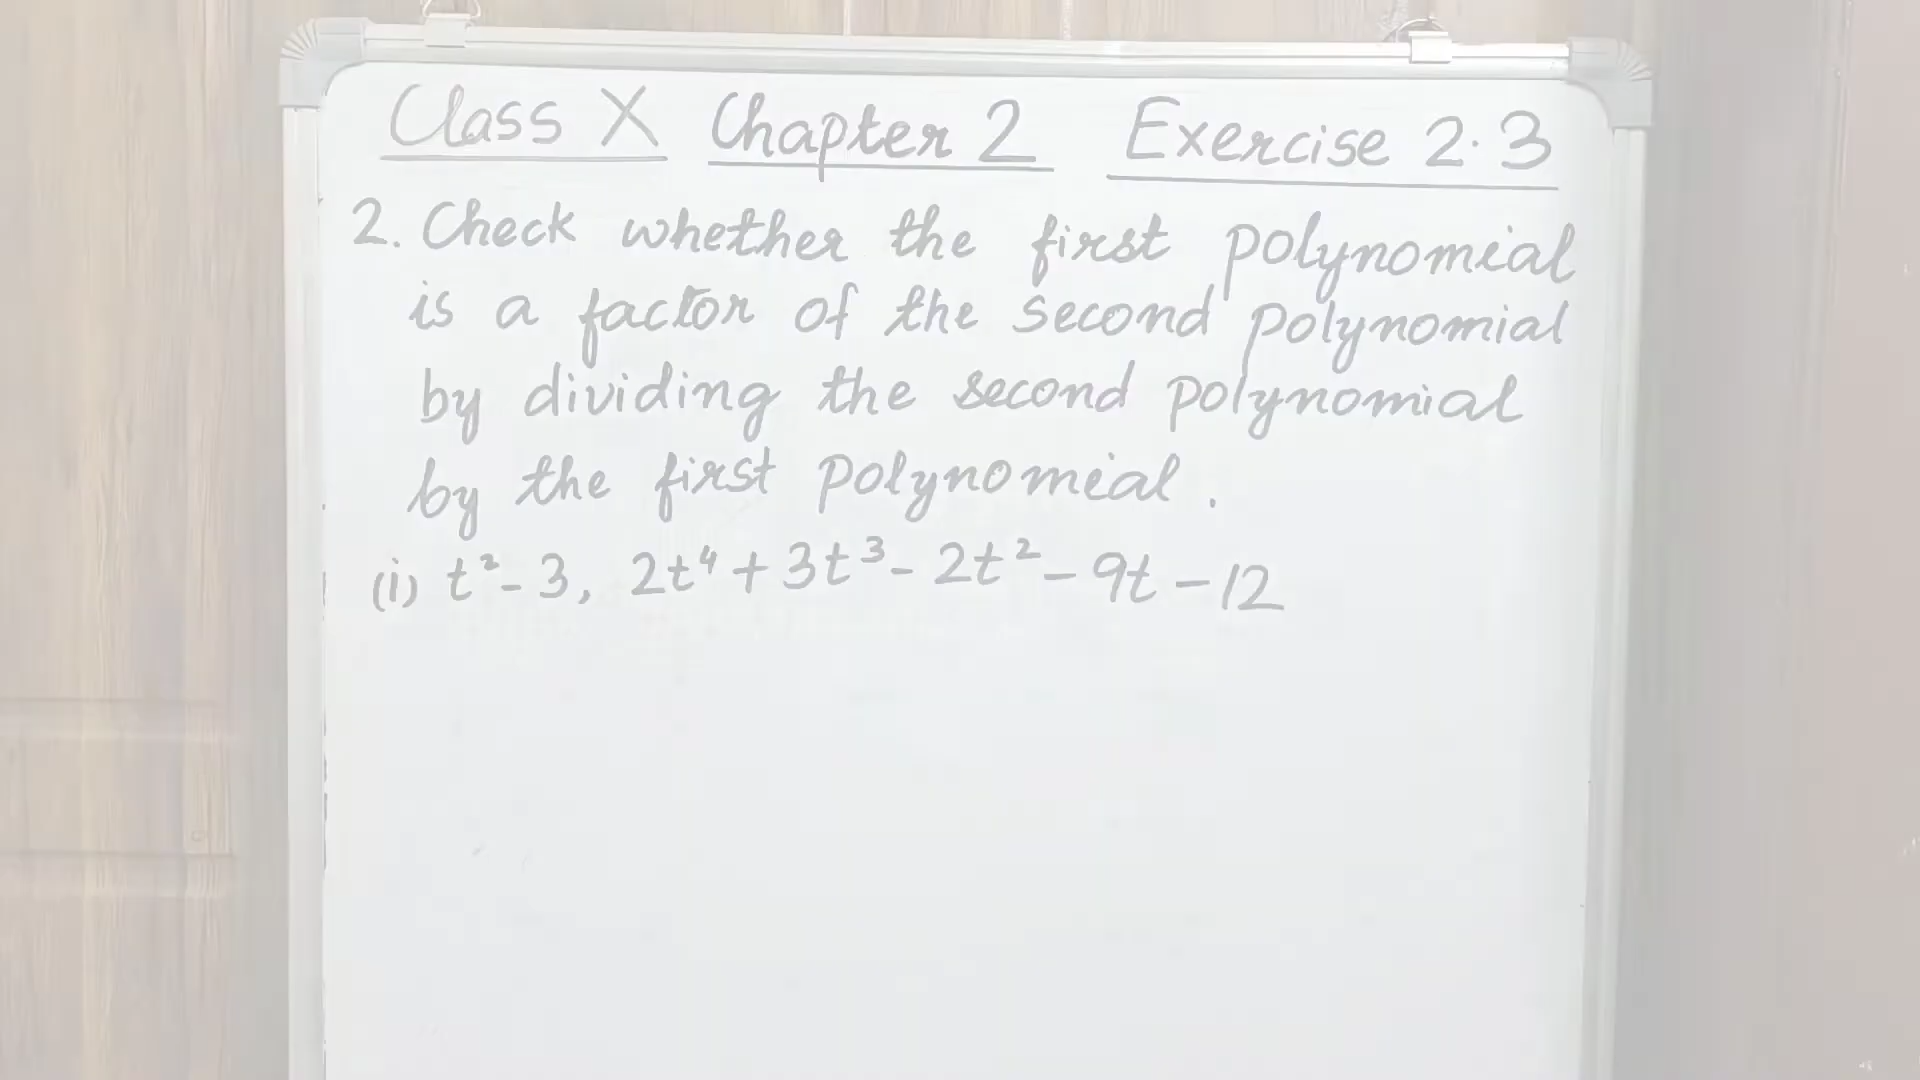 Class X Chapter 2 Exercise 2.3
2. Check whether the first polynomial
is a factor of the second polynomial
by dividing the second polynomial
by the first polynomial.
(i) t² - 3, 2t⁴ + 3t³ - 2t² - 9t - 12